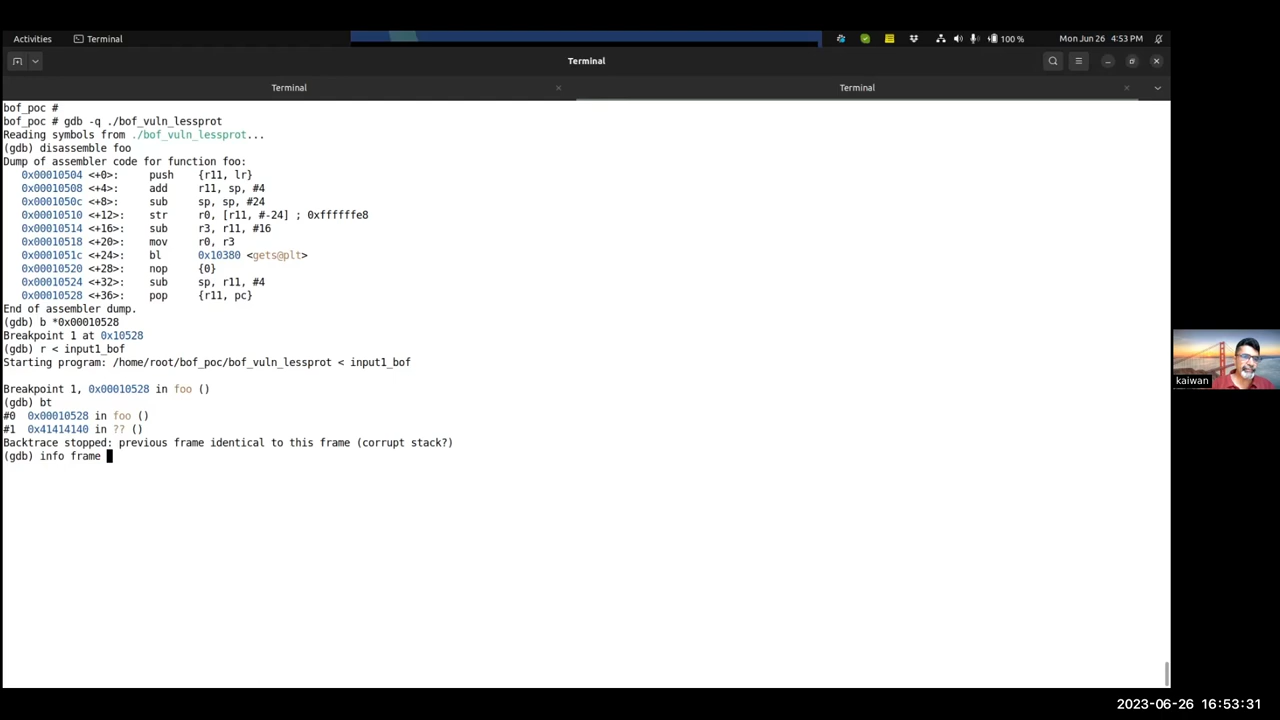 Activities Terminal 100 % Mon Jun 26 4:53 PM
Terminal
Terminal Terminal
bof_poc #
bof_poc # gdb -q ./bof_vuln_lessprot
Reading symbols from ./bof_vuln_lessprot...
(gdb) disassemble foo
Dump of assembler code for function foo:
0x00010504 <+0>: push {r11, lr}
0x00010508 <+4>: add r11, sp, #4
0x0001050c <+8>: sub sp, sp, #24
0x00010510 <+12>: str r0, [r11, #-24] ; 0xffffffe8
0x00010514 <+16>: sub r3, r11, #16
0x00010518 <+20>: mov r0, r3
0x0001051c <+24>: bl 0x10380 <gets@plt>
0x00010520 <+28>: nop {0}
0x00010524 <+32>: sub sp, r11, #4
0x00010528 <+36>: pop {r11, pc}
End of assembler dump.
(gdb) b *0x00010528
Breakpoint 1 at 0x10528
(gdb) r < input1_bof
Starting program: /home/root/bof_poc/bof_vuln_lessprot < input1_bof
Breakpoint 1, 0x00010528 in foo ()
(gdb) bt
#0 0x00010528 in foo ()
#1 0x41414140 in ?? ()
Backtrace stopped: previous frame identical to this frame (corrupt stack?)
(gdb) info frame
kaiwan
2023-06-26 16:53:31